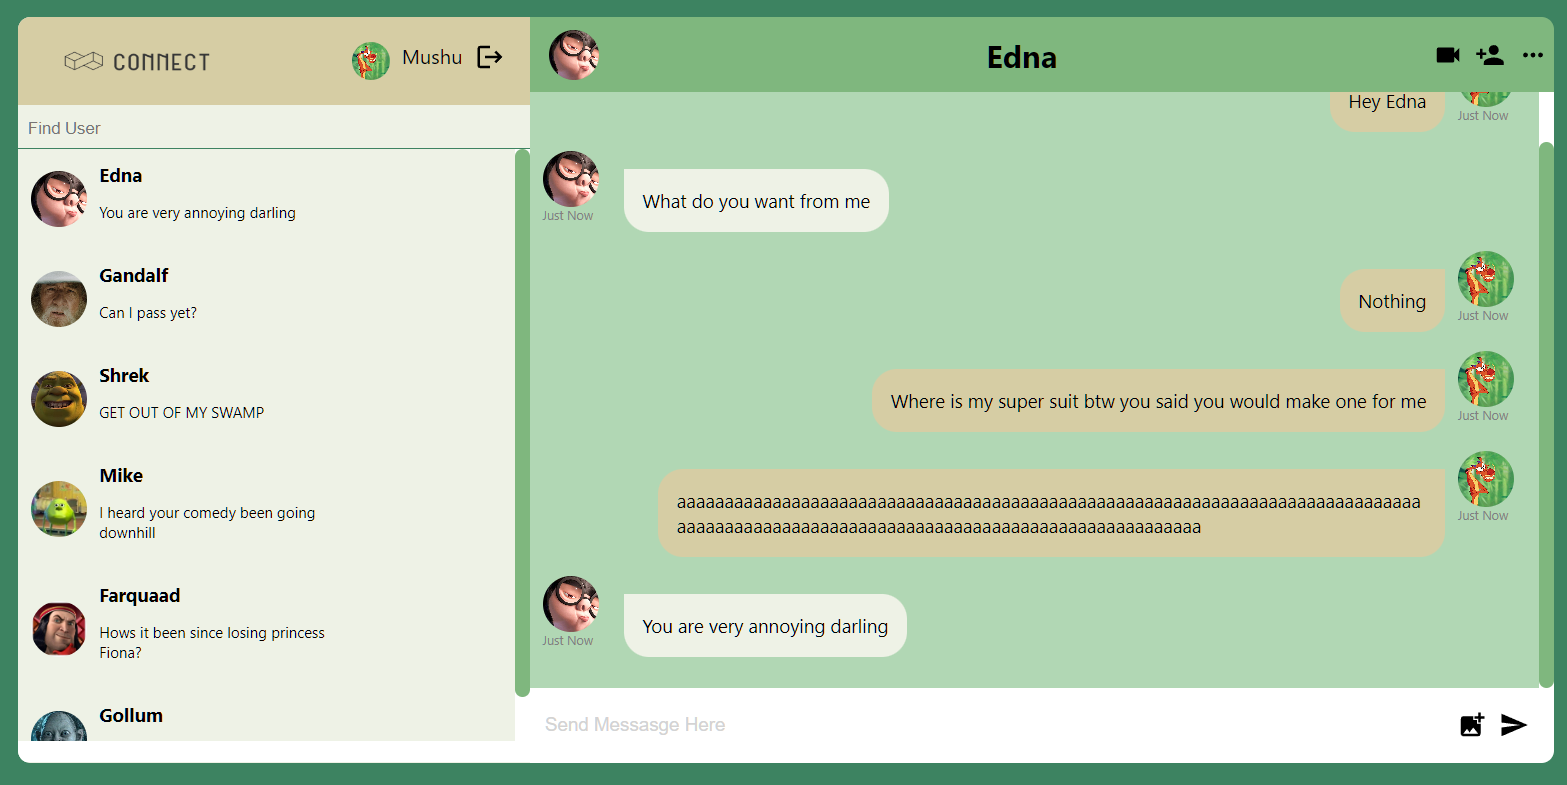 CONNECT
Mushu
Find User
Edna
You are very annoying darling
Gandalf
Can I pass yet?
Shrek
GET OUT OF MY SWAMP
Mike
I heard your comedy been going
downhill
Farquaad
Hows it been since losing princess
Fiona?
Gollum
Edna
Hey Edna
Just Now
What do you want from me
Just Now
Nothing
Just Now
Where is my super suit btw you said you would make one for me
Just Now
aaaaaaaaaaaaaaaaaaaaaaaaaaaaaaaaaaaaaaaaaaaaaaaaaaaaaaaaaaaaaaaaaaaaaaaaaaaaaa
aaaaaaaaaaaaaaaaaaaaaaaaaaaaaaaaaaaaaaaaaaaaaaaaaaaaaaa
Just Now
You are very annoying darling
Just Now
Send Messasge Here